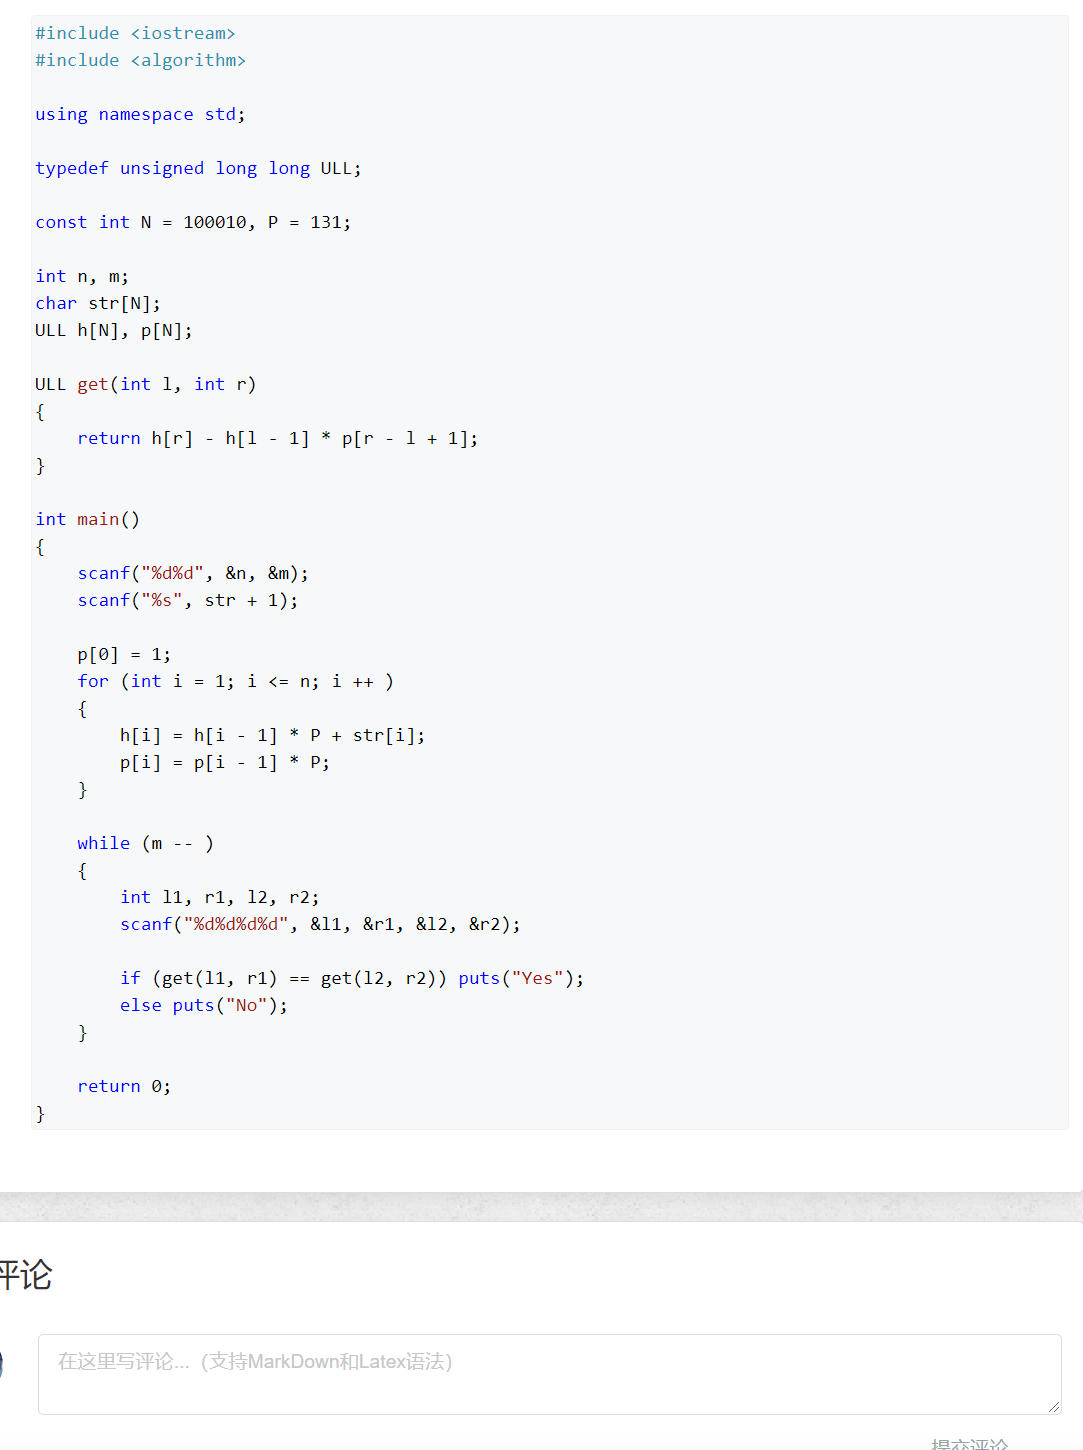 #include <iostream>
#include <algorithm>
using namespace std;
typedef unsigned long long ULL;
const int N = 100010, P = 131;
int n, m;
char str[N];
ULL h[N], p[N];
ULL get(int l, int r)
{
    return h[r] - h[l - 1] * p[r - l + 1];
}
int main()
{
    scanf("%d%d", &n, &m);
    scanf("%s", str + 1);
    p[0] = 1;
    for (int i = 1; i <= n; i ++ )
    {
        h[i] = h[i - 1] * P + str[i];
        p[i] = p[i - 1] * P;
    }
    while (m -- )
    {
        int l1, r1, l2, r2;
        scanf("%d%d%d%d", &l1, &r1, &l2, &r2);
        if (get(l1, r1) == get(l2, r2)) puts("Yes");
        else puts("No");
    }
    return 0;
}
评论
在这里写评论... (支持MarkDown和Latex语法)
提交评论